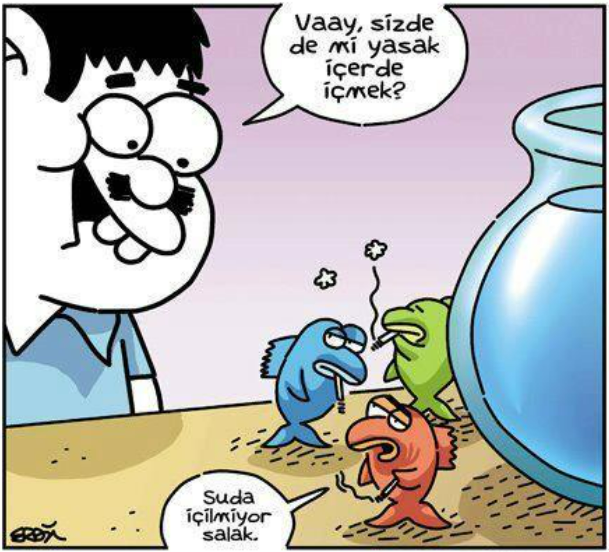 Vaay, sizde
de mi yasak
içerde
içmek?
Suda
içilmiyor
salak.